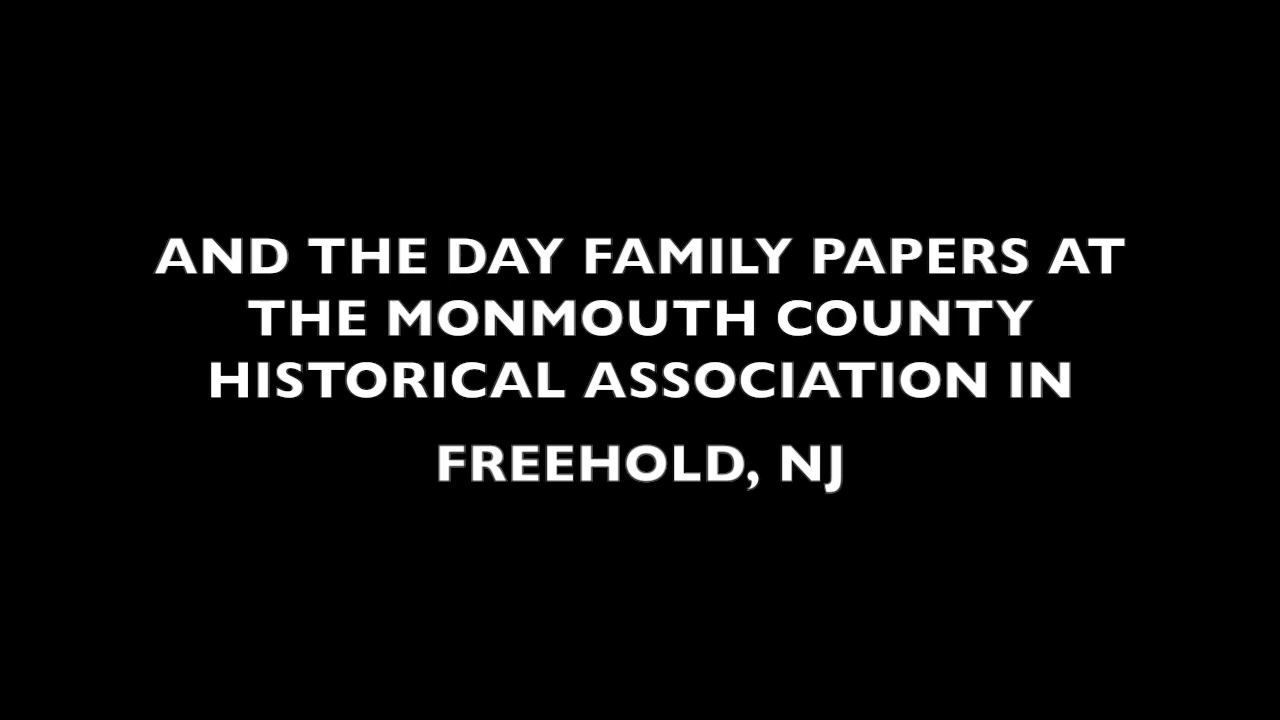 AND THE DAY FAMILY PAPERS AT
THE MONMOUTH COUNTY
HISTORICAL ASSOCIATION IN
FREEHOLD, NJ